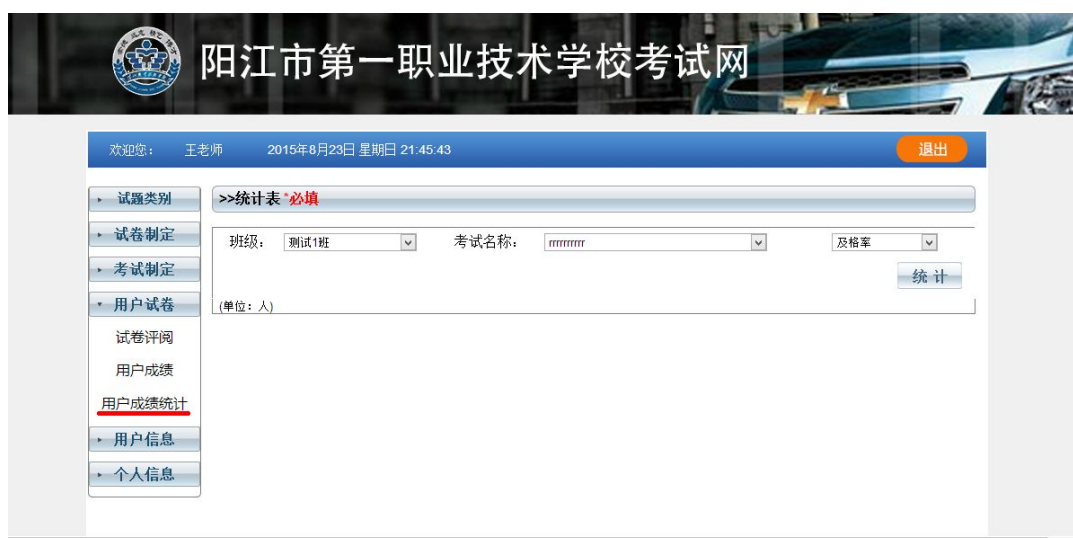 阳江市第一职业技术学校考试网
欢迎您： 王老师 2015年8月23日 星期日 21:45:43 退出
试题类别
试卷制定
考试制定
用户试卷
试卷评阅
用户成绩
用户成绩统计
用户信息
个人信息
>>统计表 *必填
班级： 测试1班 考试名称： rrrrrrrrrr 及格率
统 计
(单位：人)